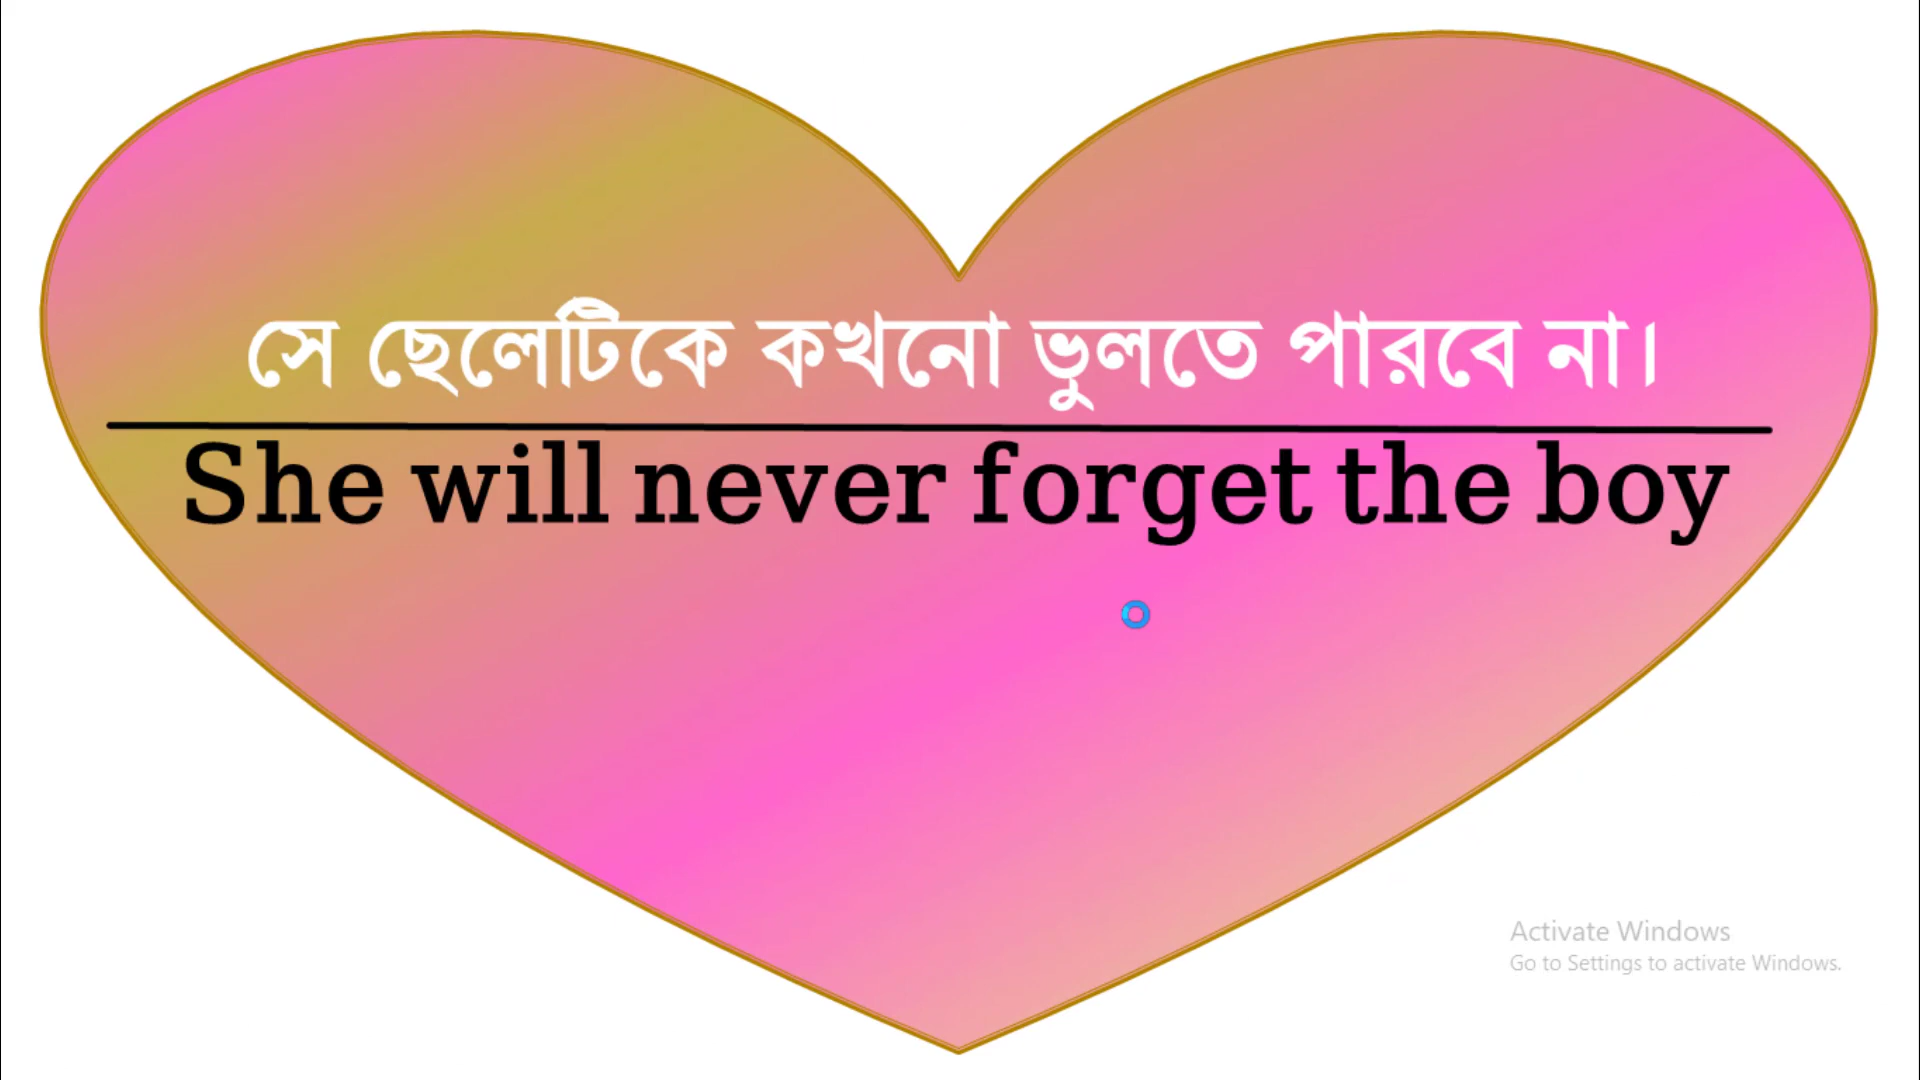 সে ছেলেটিকে কখনো ভুলতে পারবে না।
She will never forget the boy
Activate Windows
Go to Settings to activate Windows.